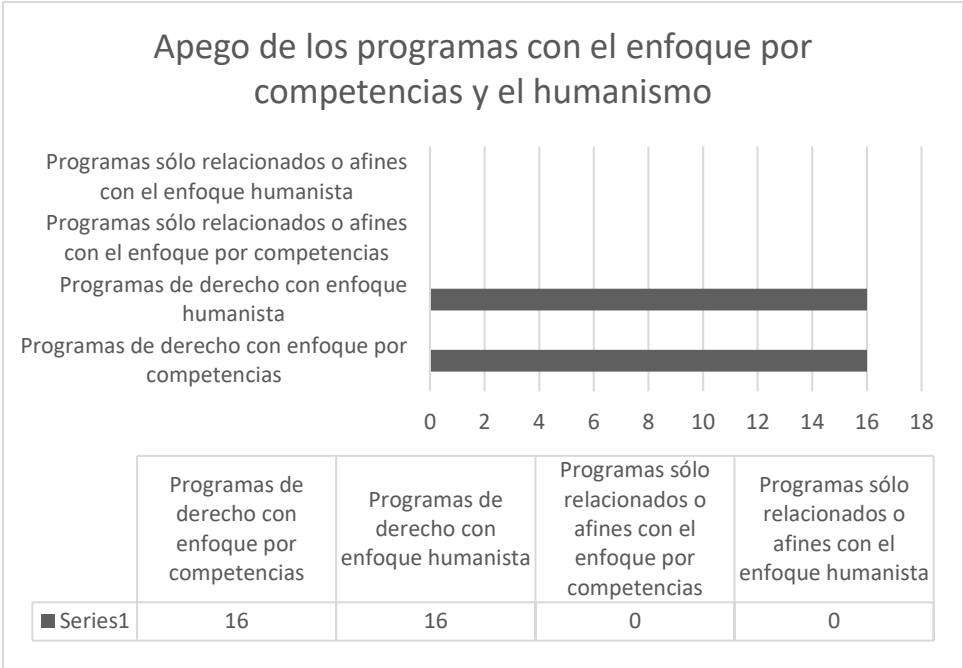 Apego de los programas con el enfoque por
competencias y el humanismo
Programas sólo relacionados o afines
con el enfoque humanista
Programas sólo relacionados o afines
con el enfoque por competencias
Programas de derecho con enfoque
humanista
Programas de derecho con enfoque por
competencias
0 2 4 6 8 10 12 14 16 18
Programas de
derecho con
enfoque por
competencias
Programas de
derecho con
enfoque humanista
Programas sólo
relacionados o
afines con el
enfoque por
competencias
Programas sólo
relacionados o
afines con el
enfoque humanista
Series1 16 16 0 0